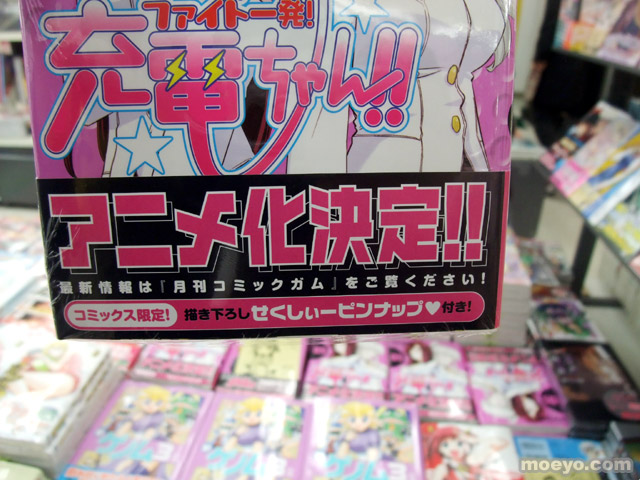 ファイト一発!
充電ちゃん!!
アニメ化決定!!
最新情報は『月刊コミックガム』をご覧ください!
コミックス限定! 描き下ろしせくしぃーピンナップ♥付き!
moeyo.com